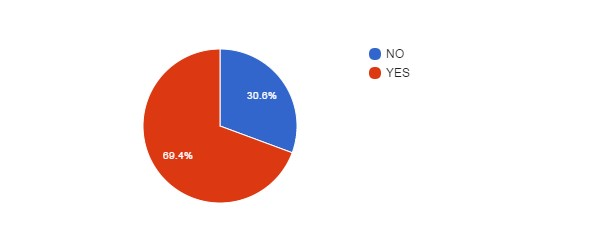 NO
YES
30.6%
69.4%